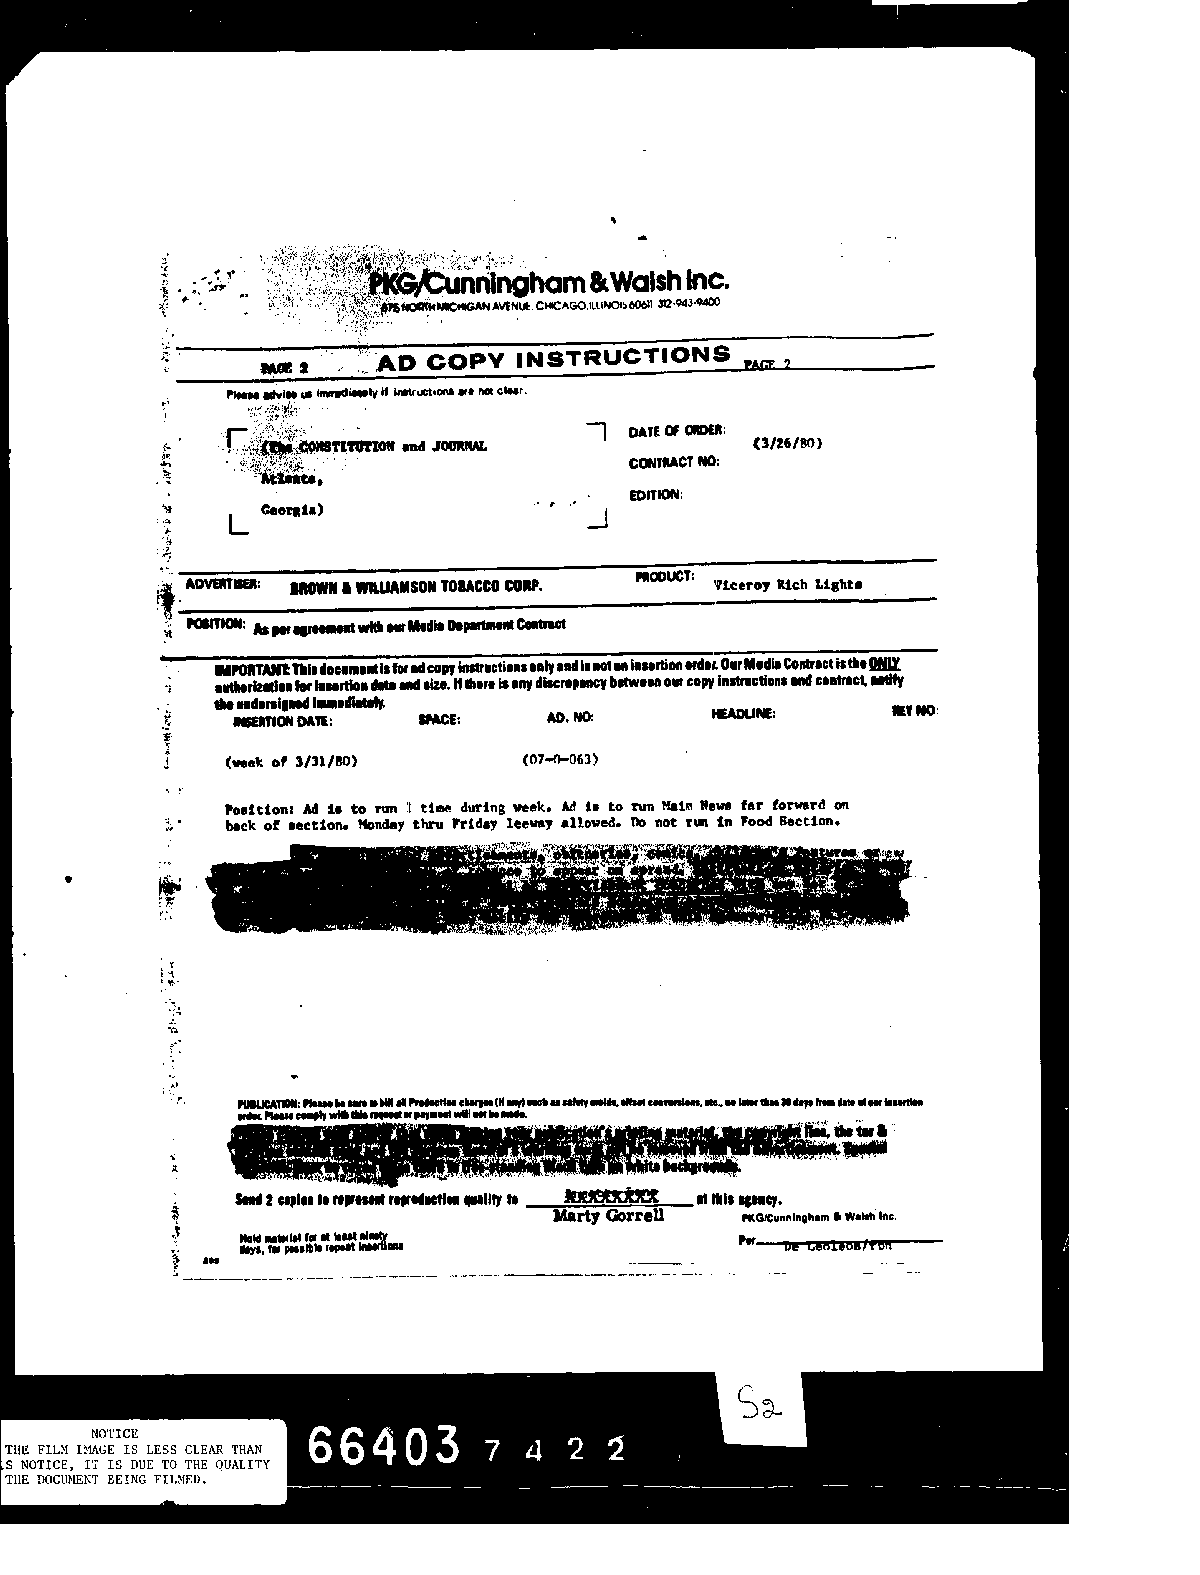 PKG/Cunningham & Walsh Inc.
875 NORTH MICHIGAN AVENUE, CHICAGO, ILLINOIS 60611 312-943-9400
PAGE 2 AD COPY INSTRUCTIONS PAGE 2
Please advise us immediately if instructions are not clear.
(The CONSTITUTION and JOURNAL
Atlanta,
Georgia)
DATE OF ORDER: (3/26/80)
CONTRACT NO:
EDITION:
ADVERTISER: BROWN & WILLIAMSON TOBACCO CORP. PRODUCT: Viceroy Rich Lights
POSITION: As per agreement with our Media Department Contract
IMPORTANT: This document is for ad copy instructions only and is not an insertion order. Our Media Contract is the ONLY
authorization for insertion date and size. If there is any discrepancy between our copy instructions and contract, notify
the undersigned immediately.
INSERTION DATE: SPACE: AD. NO: HEADLINE: KEY NO:
(week of 3/31/80) (07-0-063)
Position: Ad is to run 1 time during week. Ad is to run Main News far forward on
back of section. Monday thru Friday leeway allowed. Do not run in Food Section.
PUBLICATION: Please be sure to bill all Production charges (if any) such as safety molds, offset conversions, etc., no later than 30 days from date of our insertion
order. Please comply with this request or payment will not be made.
line, the tar &
on white backgrounds.
Send 2 copies to represent reproduction quality to XXXXXXXX at this agency.
Marty Gorrell
PKG/Cunningham & Walsh Inc.
Hold material for at least ninety
days, for possible repeat insertions
Per De Leoleon/
S2
NOTICE
THE FILM IMAGE IS LESS CLEAR THAN
S NOTICE, IT IS DUE TO THE QUALITY
THE DOCUMENT BEING FILMED.
66403 7422